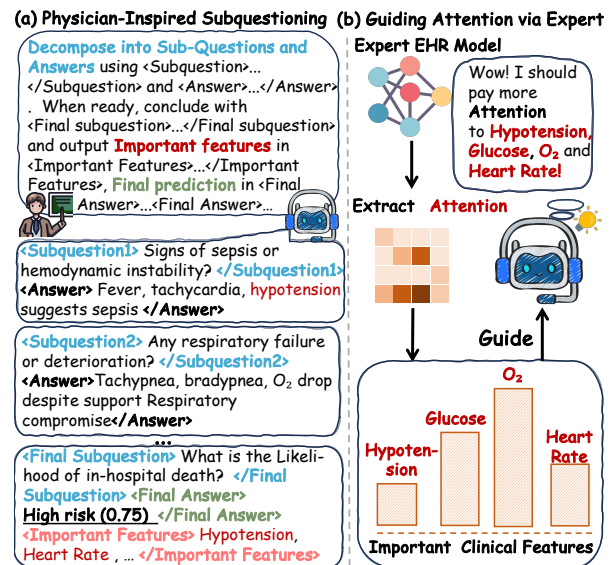 (a) Physician-Inspired Subquestioning
Decompose into Sub-Questions and
Answers using <Subquestion>...
</Subquestion> and <Answer>...</Answer>
. When ready, conclude with
<Final subquestion>...</Final subquestion>
and output Important features in
<Important Features>...</Important
Features>, Final prediction in <Final
Answer>...<Final Answer>...
<Subquestion1> Signs of sepsis or
hemodynamic instability? </Subquestion1>
<Answer> Fever, tachycardia, hypotension
suggests sepsis </Answer>
<Subquestion2> Any respiratory failure
or deterioration? </Subquestion2>
<Answer>Tachypnea, bradypnea, O₂ drop
despite support Respiratory
compromise</Answer>
...
<Final Subquestion> What is the Likeli-
hood of in-hospital death? </Final
Subquestion> <Final Answer>
High risk (0.75) </Final Answer>
<Important Features> Hypotension,
Heart Rate , ... </Important Features>
(b) Guiding Attention via Expert
Expert EHR Model
Wow! I should
pay more
Attention
to Hypotension,
Glucose, O₂ and
Heart Rate!
Extract Attention
Guide
O₂
Glucose
Hypoten-
sion
Heart
Rate
Important Clinical Features